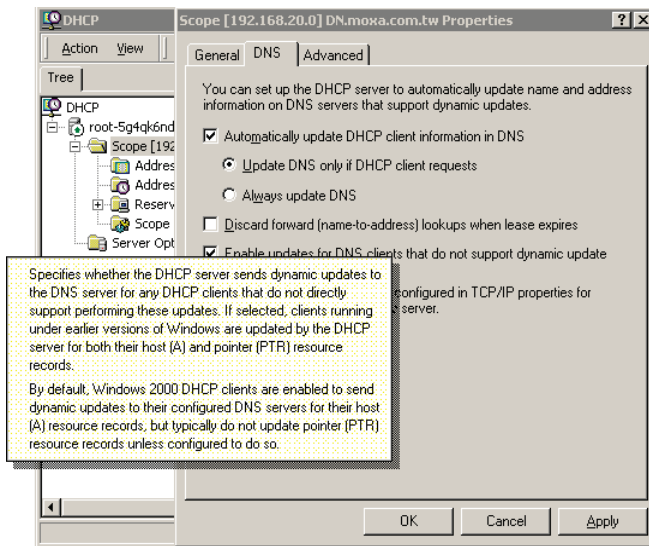 DHCP
Action View
Tree
DHCP
root-5g4qk6nd
Scope [192
Addres
Addres
Reserv
Scope
Server Opt
Scope [192.168.20.0] DN.moxa.com.tw Properties
General DNS Advanced
You can set up the DHCP server to automatically update name and address
information on DNS servers that support dynamic updates.
Automatically update DHCP client information in DNS
Update DNS only if DHCP client requests
Always update DNS
Discard forward (name-to-address) lookups when lease expires
Enable updates for DNS clients that do not support dynamic update
configured in TCP/IP properties for
server.
Specifies whether the DHCP server sends dynamic updates to
the DNS server for any DHCP clients that do not directly
support performing these updates. If selected, clients running
under earlier versions of Windows are updated by the DHCP
server for both their host (A) and pointer (PTR) resource
records.
By default, Windows 2000 DHCP clients are enabled to send
dynamic updates to their configured DNS servers for their host
(A) resource records, but typically do not update pointer (PTR)
resource records unless configured to do so.
OK Cancel Apply